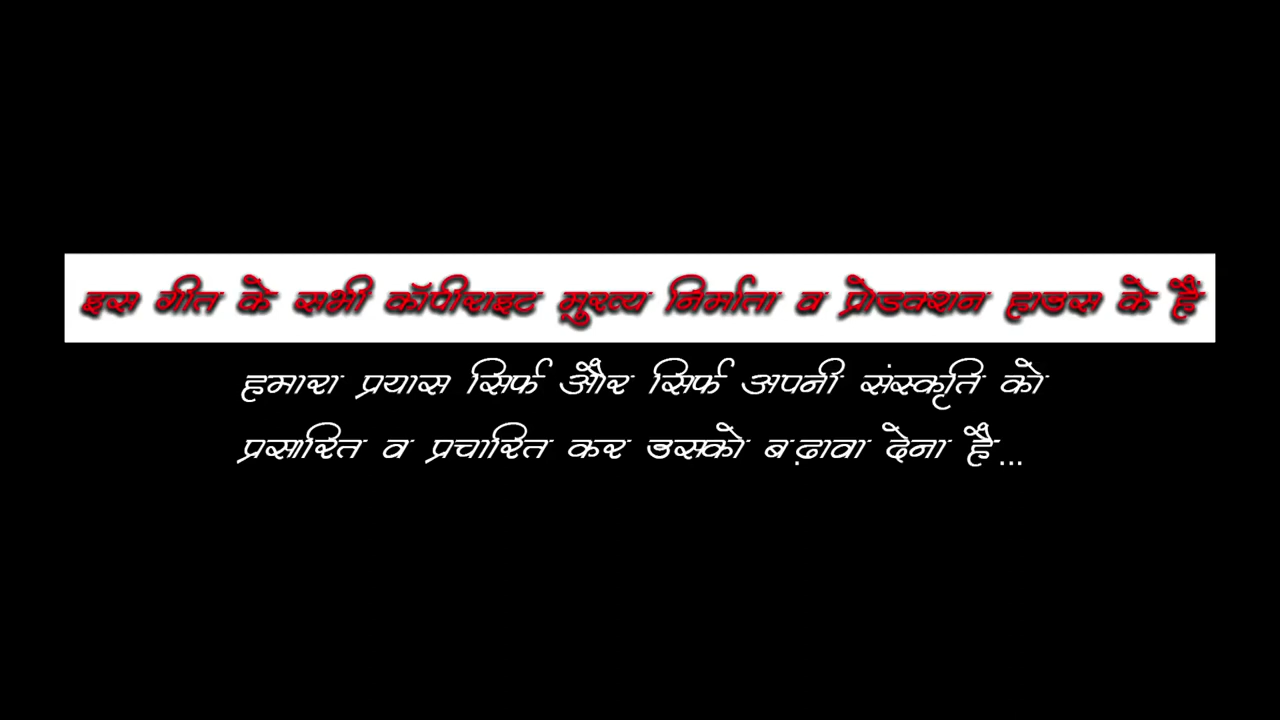 इस गीत के सभी कॉपीराइट मुख्य निर्माता व प्रोडक्शन हाउस के हैं
हमारा प्रयास सिर्फ और सिर्फ अपनी संस्कृति को
प्रसारित व प्रचारित कर उसको बढ़ावा देना है...